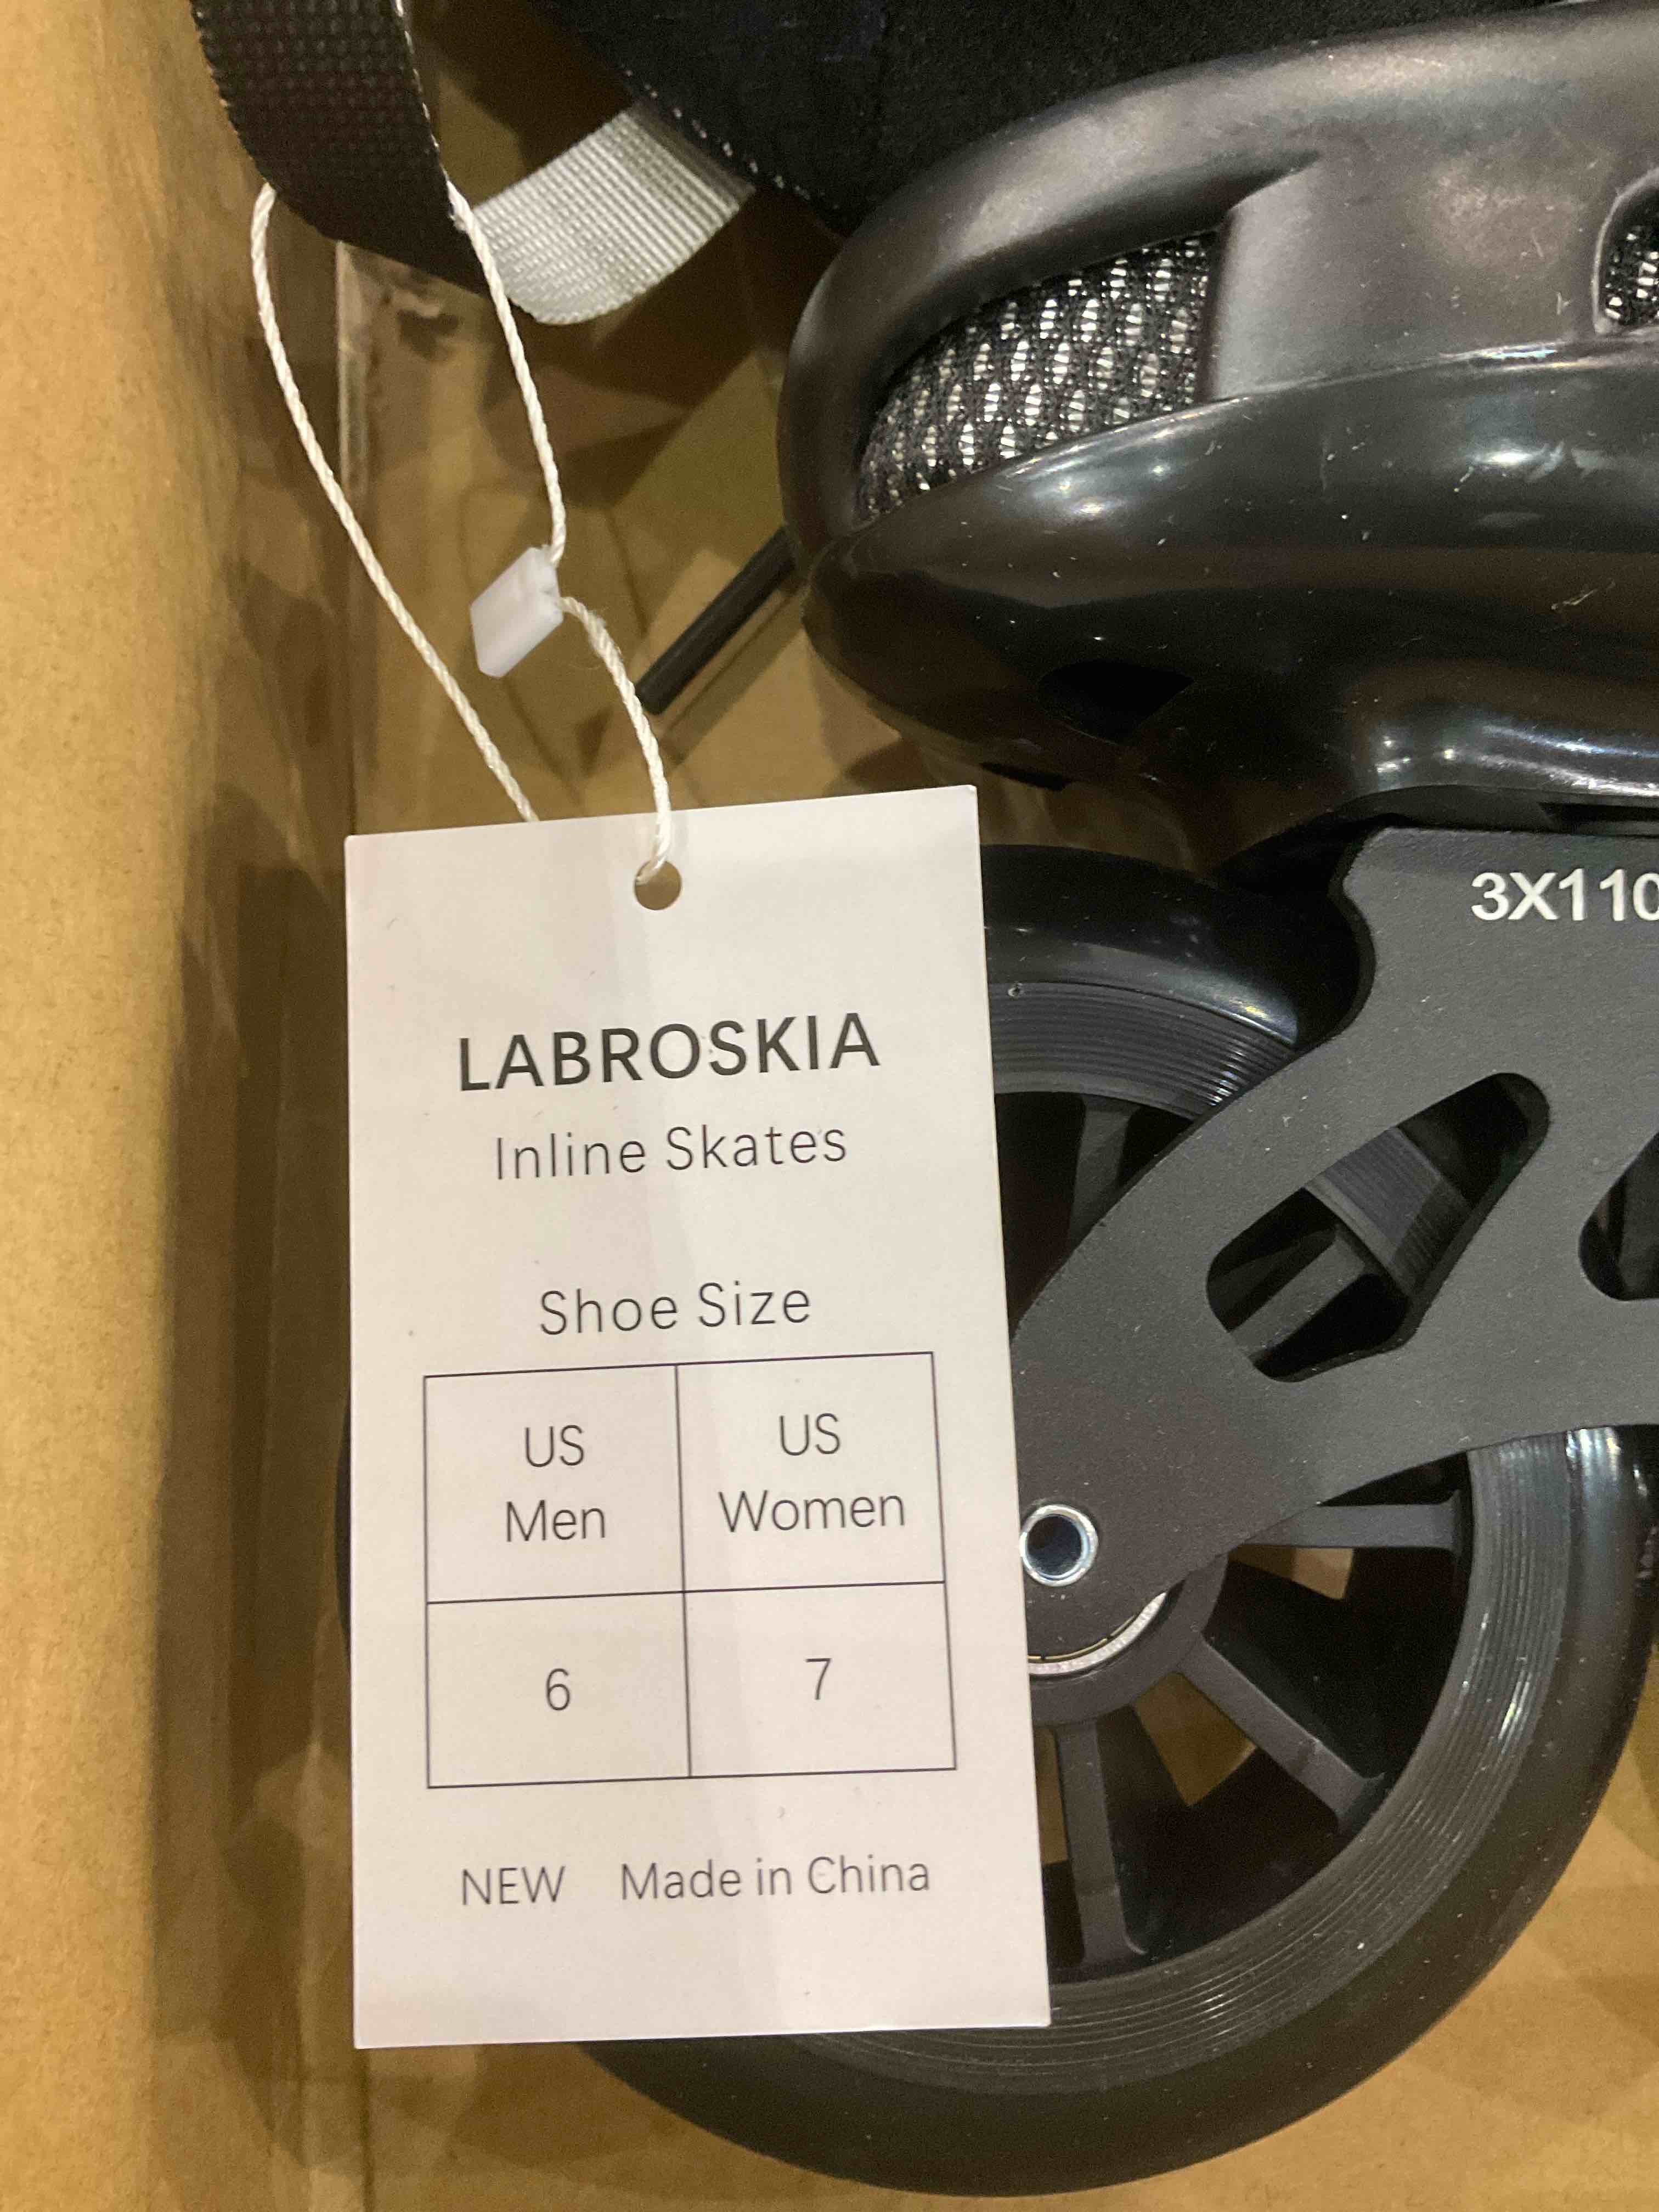 3X110
LABROSKIA
Inline Skates
Shoe Size
US Men
US Women
6
7
NEW Made in China